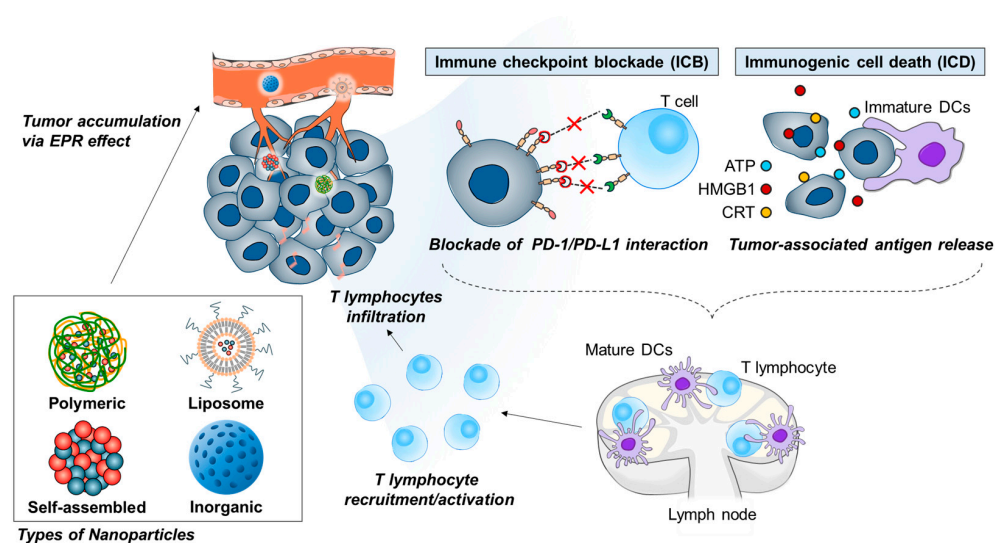 Tumor accumulation
via EPR effect
Immune checkpoint blockade (ICB)
T cell
Blockade of PD-1/PD-L1 interaction
Immunogenic cell death (ICD)
Immature DCs
ATP
HMGB1
CRT
Tumor-associated antigen release
T lymphocytes
infiltration
Mature DCs
T lymphocyte
Lymph node
T lymphocyte
recruitment/activation
Polymeric
Liposome
Self-assembled
Inorganic
Types of Nanoparticles